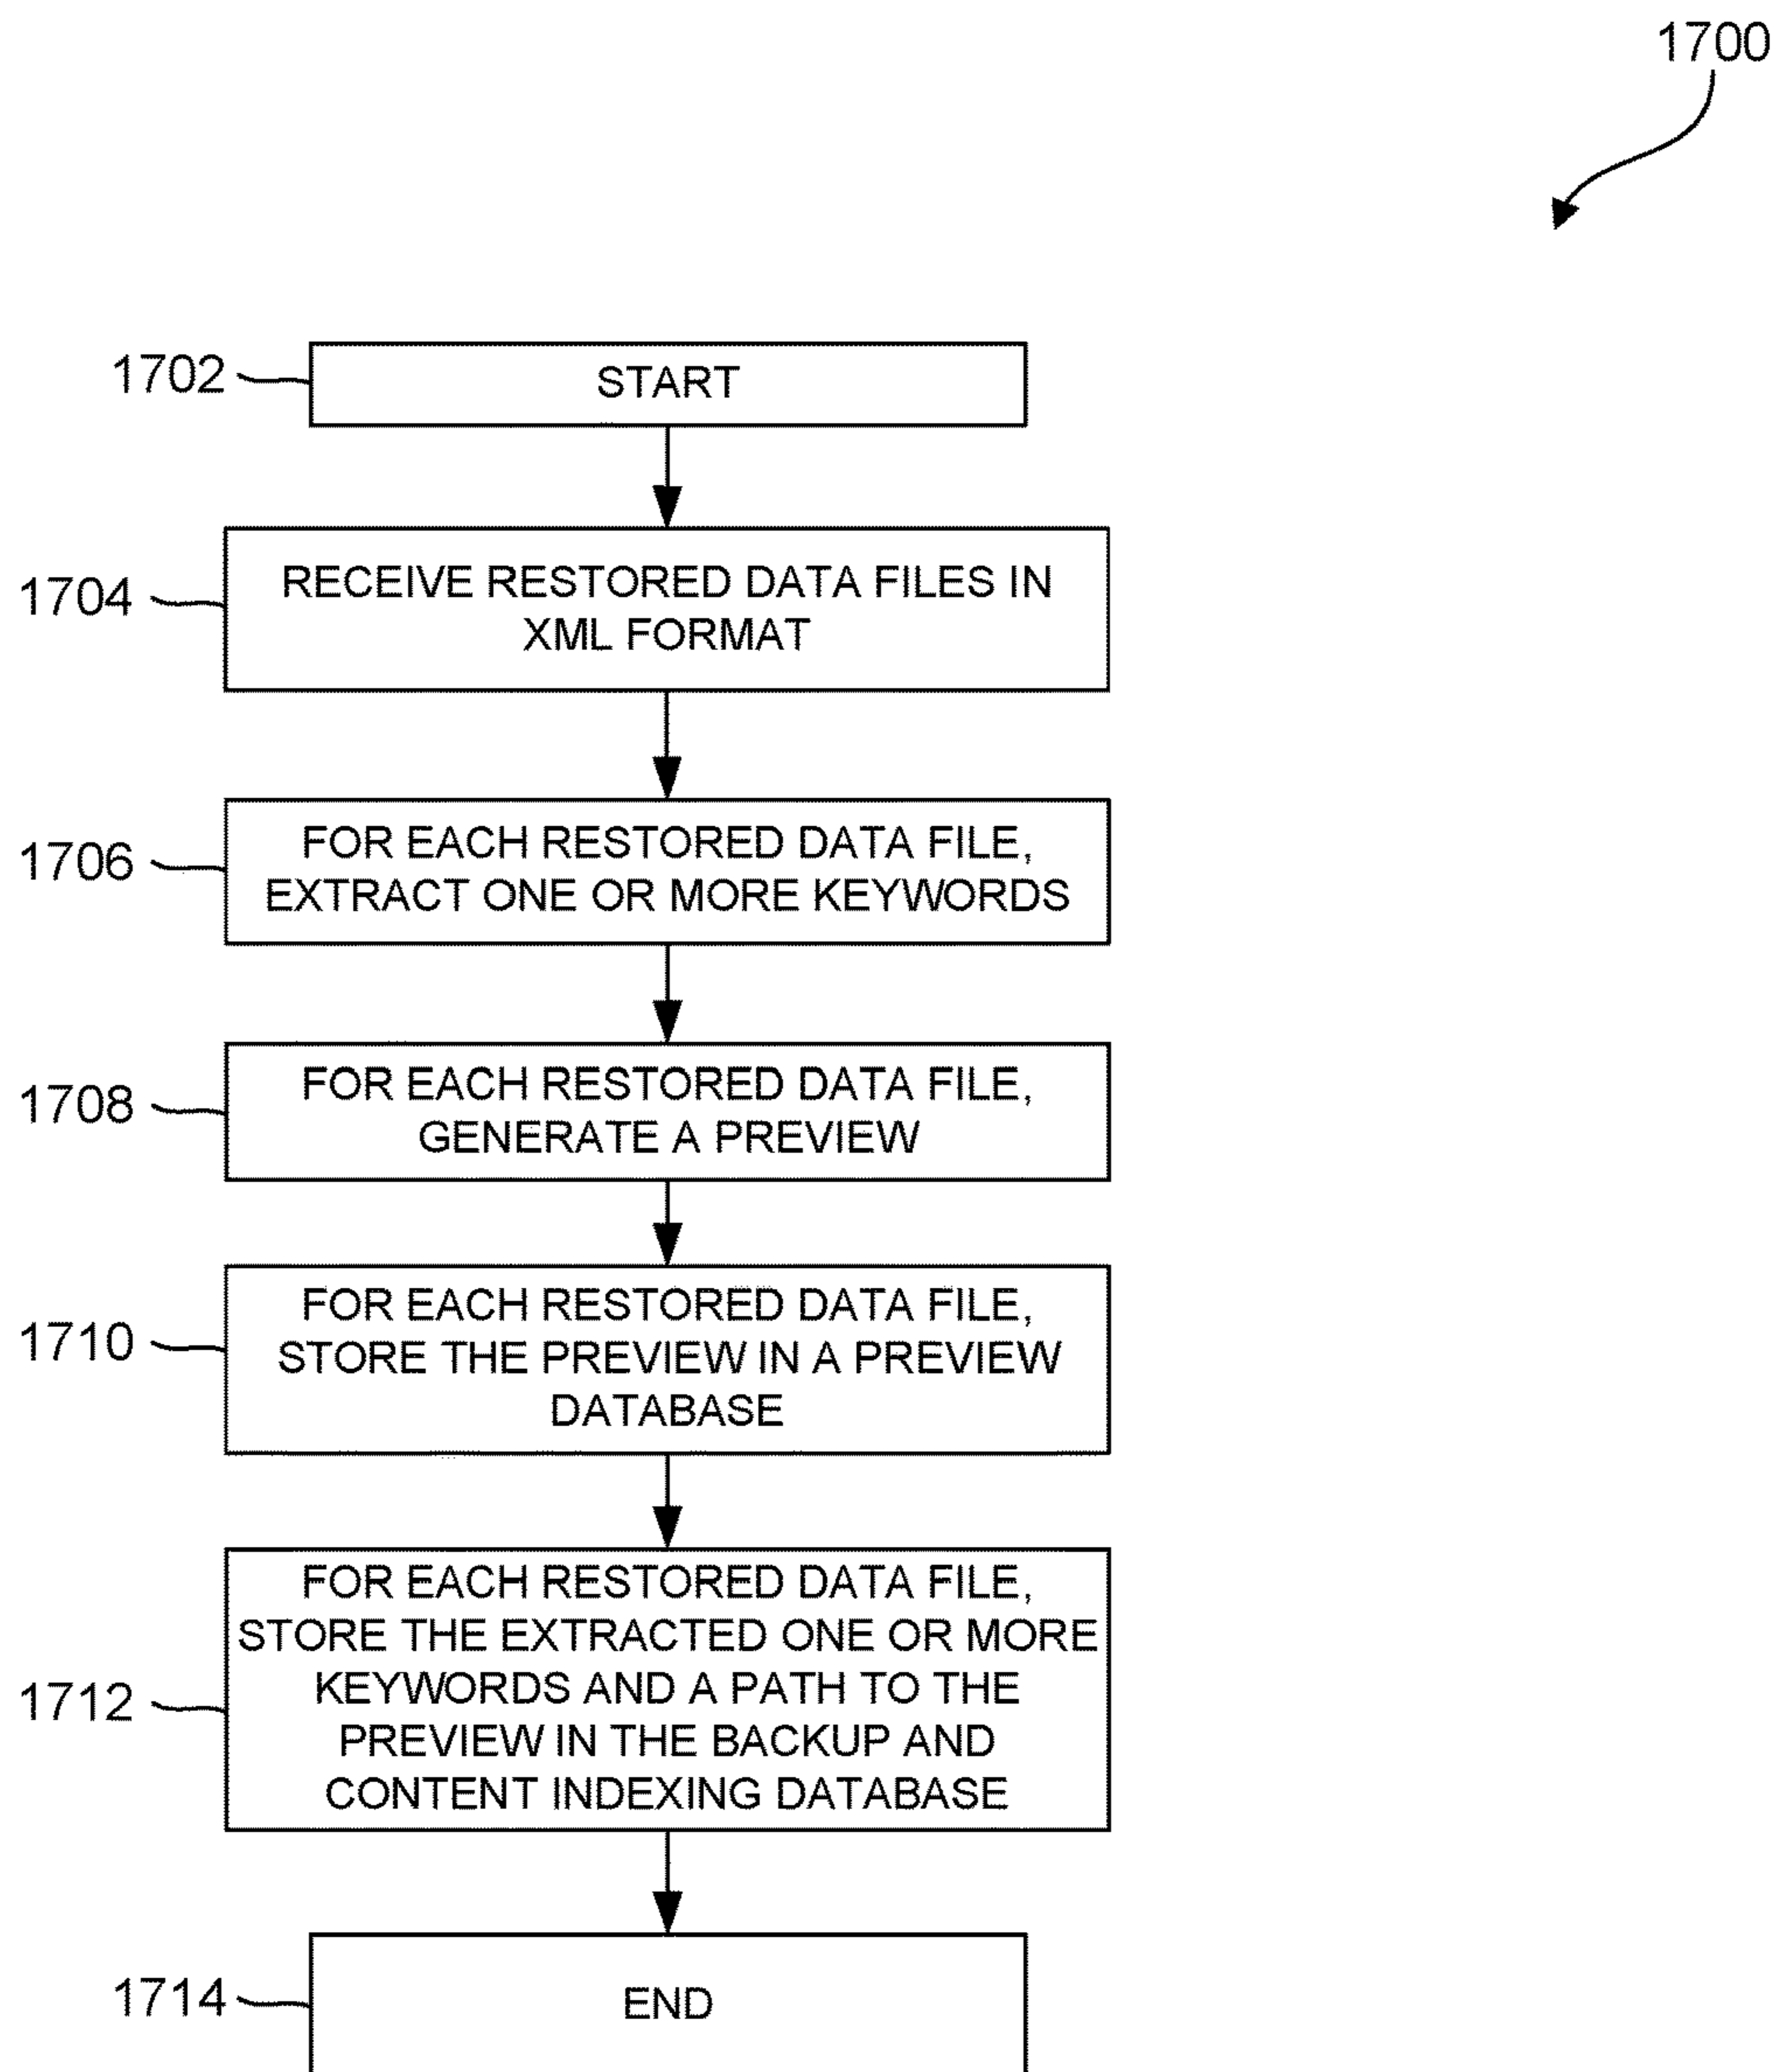 1700
1702
START
1704
RECEIVE RESTORED DATA FILES IN
XML FORMAT
1706
FOR EACH RESTORED DATA FILE,
EXTRACT ONE OR MORE KEYWORDS
1708
FOR EACH RESTORED DATA FILE,
GENERATE A PREVIEW
1710
FOR EACH RESTORED DATA FILE,
STORE THE PREVIEW IN A PREVIEW
DATABASE
1712
FOR EACH RESTORED DATA FILE,
STORE THE EXTRACTED ONE OR MORE
KEYWORDS AND A PATH TO THE
PREVIEW IN THE BACKUP AND
CONTENT INDEXING DATABASE
1714
END